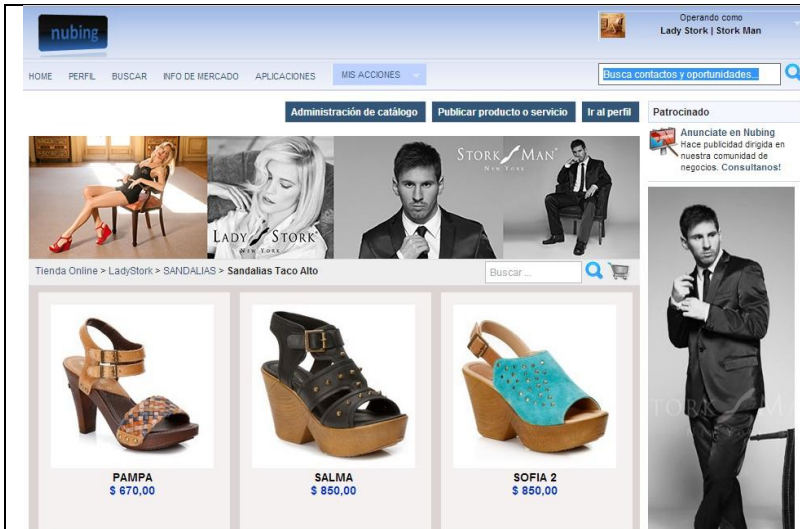 nubing
Operando como
Lady Stork | Stork Man
HOME PERFIL BUSCAR INFO DE MERCADO APLICACIONES MIS ACCIONES
Busca contactos y oportunidades...
Administración de catálogo Publicar producto o servicio Ir al perfil
Patrocinado
Anunciate en Nubing
Hace publicidad dirigida en
nuestra comunidad de
negocios. Consultanos!
STORK MAN
NEW YORK
LADY STORK
NEW YORK
Tienda Online > LadyStork > SANDALIAS > Sandalias Taco Alto
Buscar ...
PAMPA
$ 670,00
SALMA
$ 850,00
SOFIA 2
$ 850,00